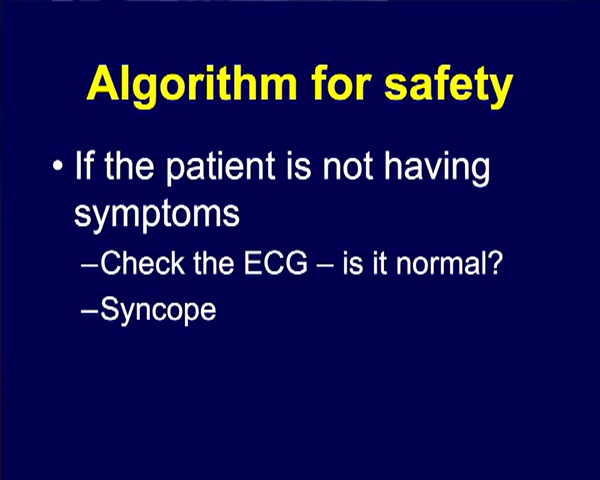 Algorithm for safety
• If the patient is not having
symptoms
–Check the ECG – is it normal?
–Syncope